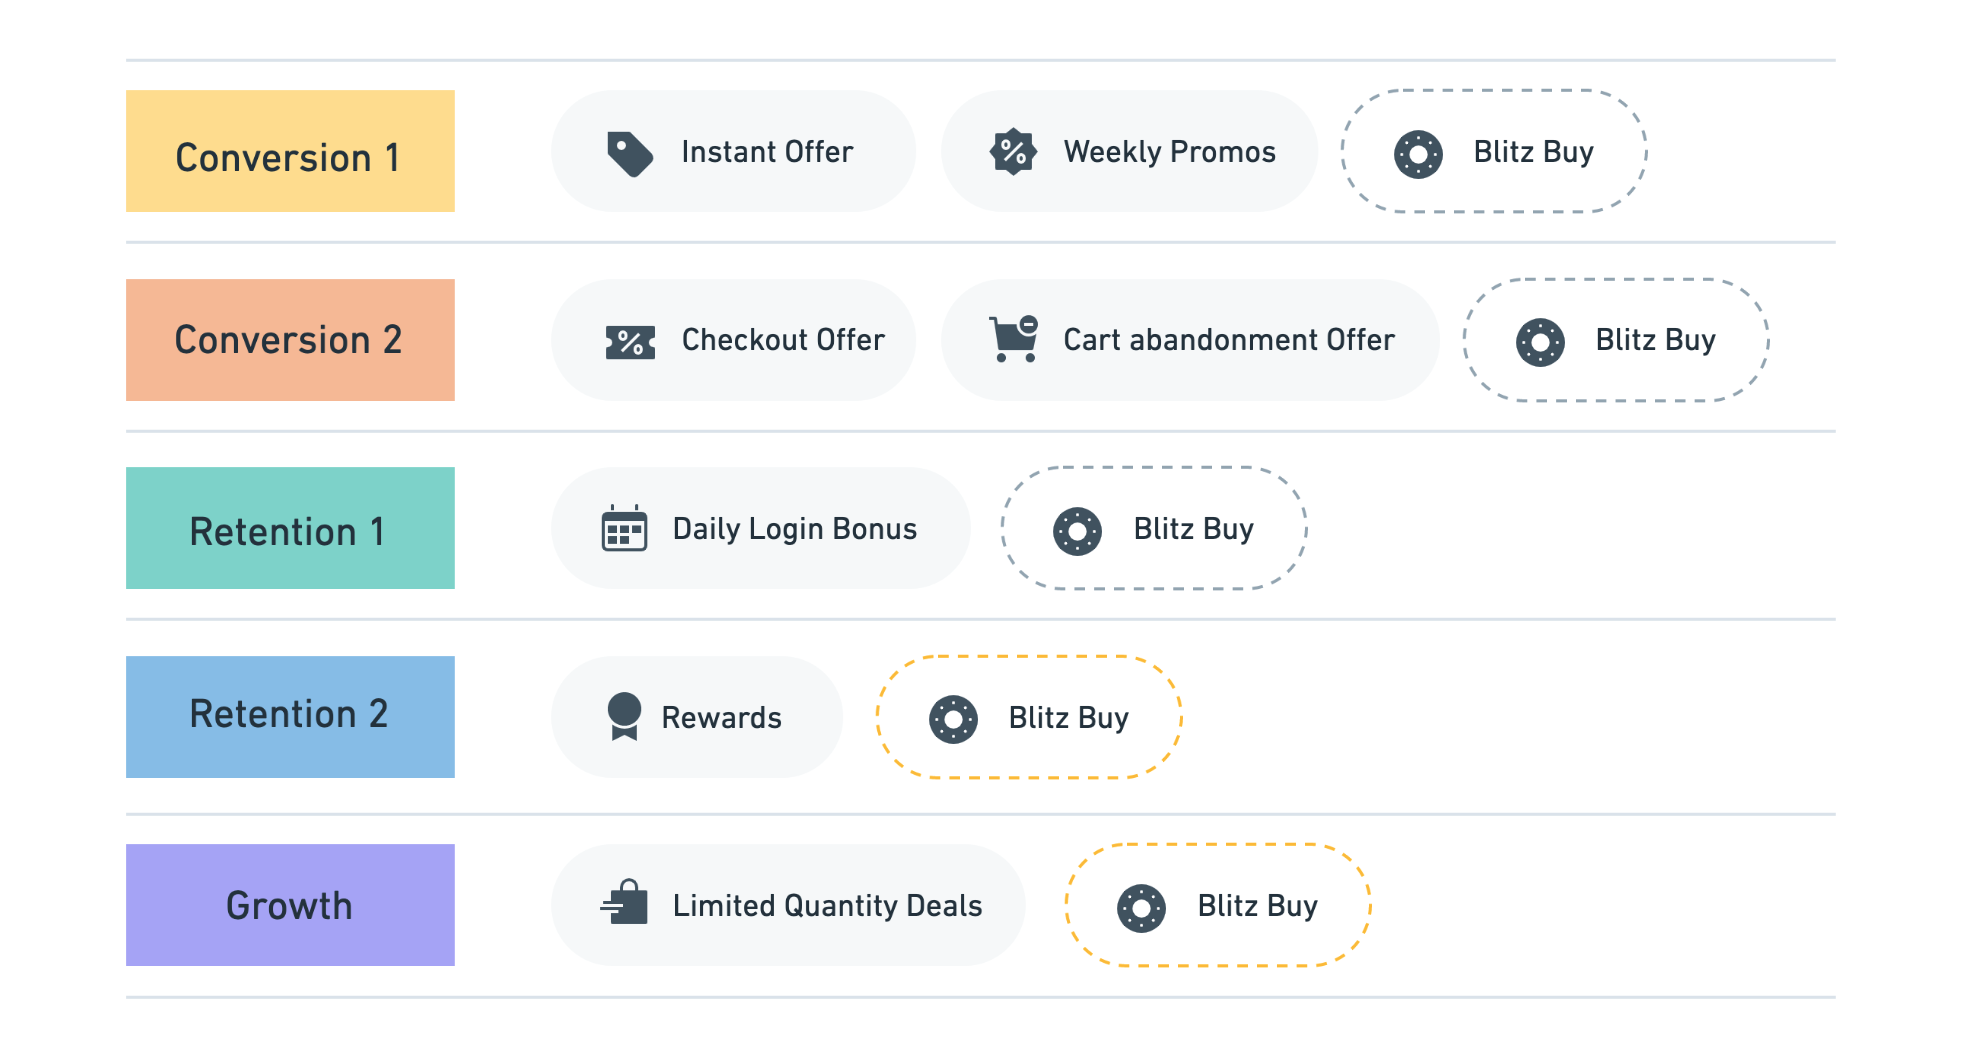 Conversion 1
Instant Offer
Weekly Promos
Blitz Buy
Conversion 2
Checkout Offer
Cart abandonment Offer
Blitz Buy
Retention 1
Daily Login Bonus
Blitz Buy
Retention 2
Rewards
Blitz Buy
Growth
Limited Quantity Deals
Blitz Buy